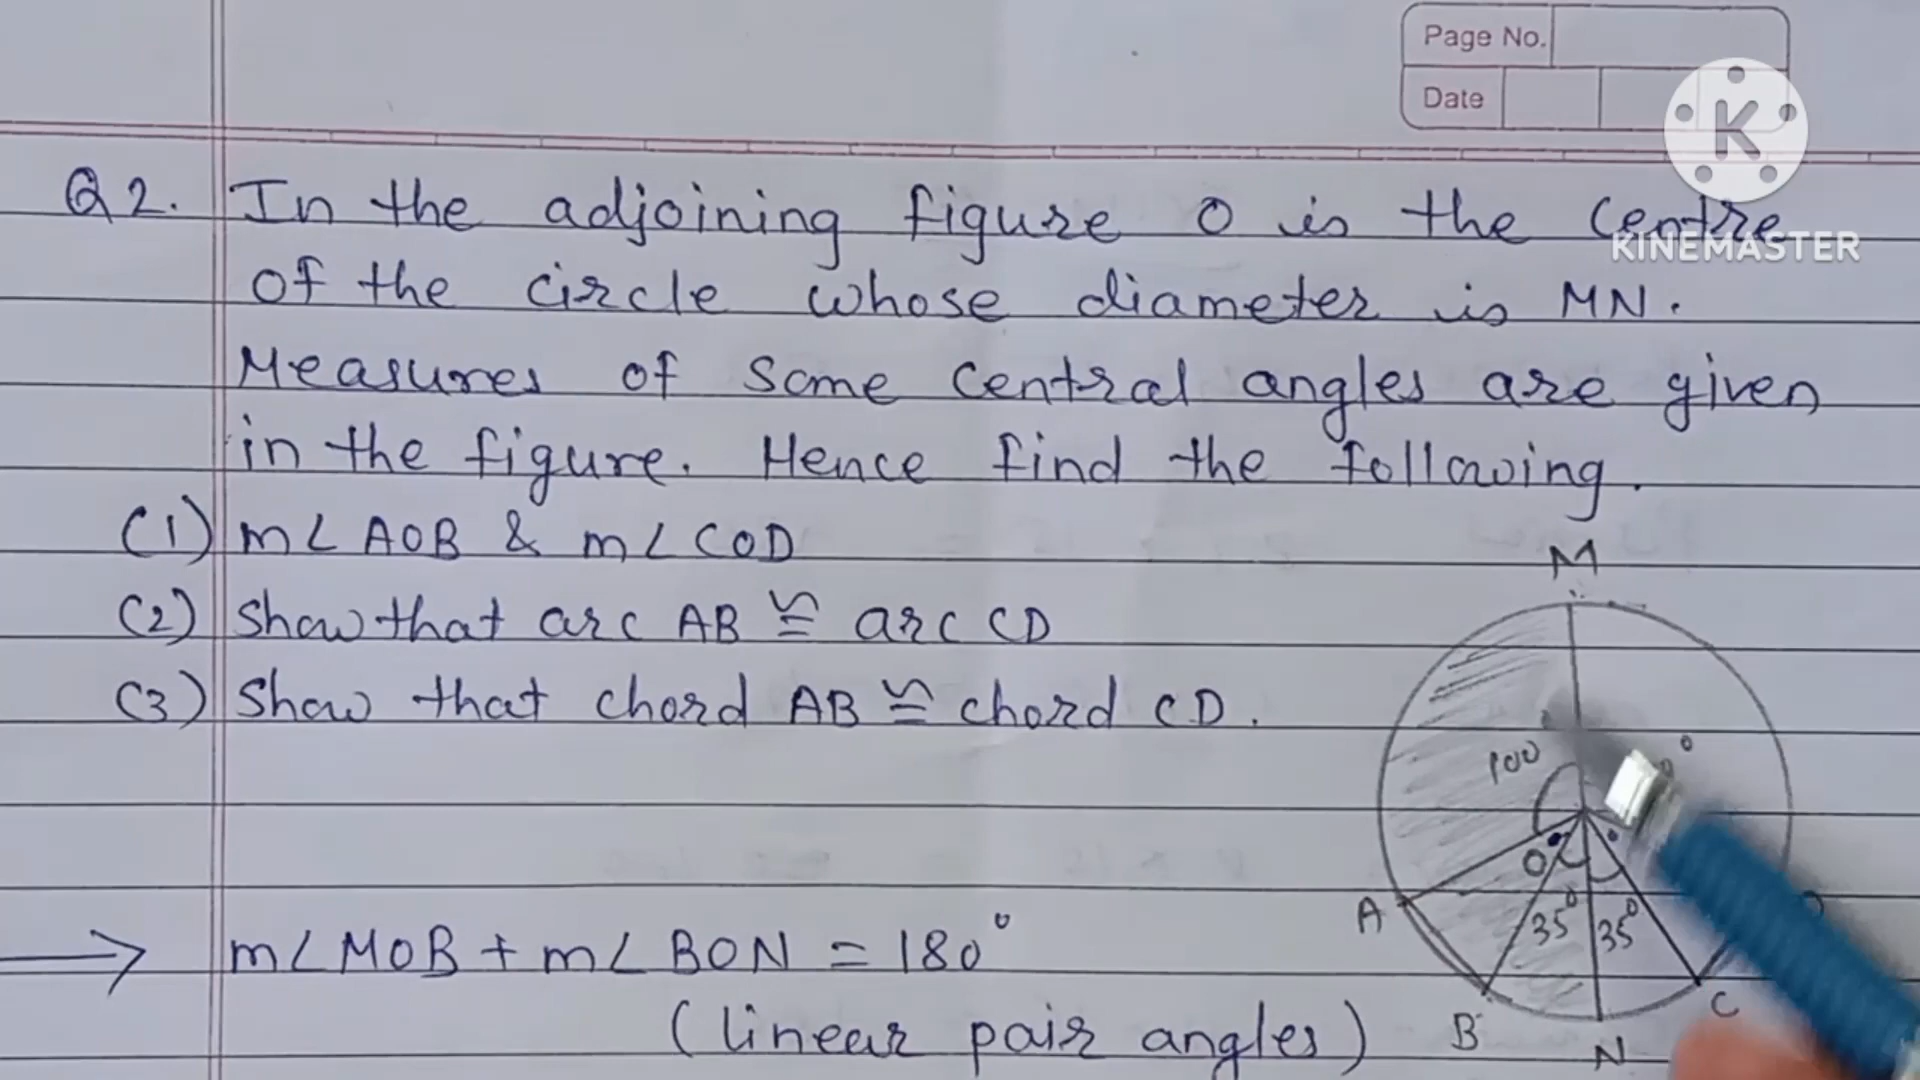 Page No.
Date
K
KINEMASTER
Q2. In the adjoining figure O is the Centre
of the circle whose diameter is MN.
Measures of some central angles are given
in the figure. Hence find the following.
(1) m∠AOB & m∠COD
(2) Show that arc AB ≅ arc CD
(3) Show that chord AB ≅ chord CD.
M
100
O
A
35° 35°
B N C
m∠MOB + m∠BON = 180°
(linear pair angles)